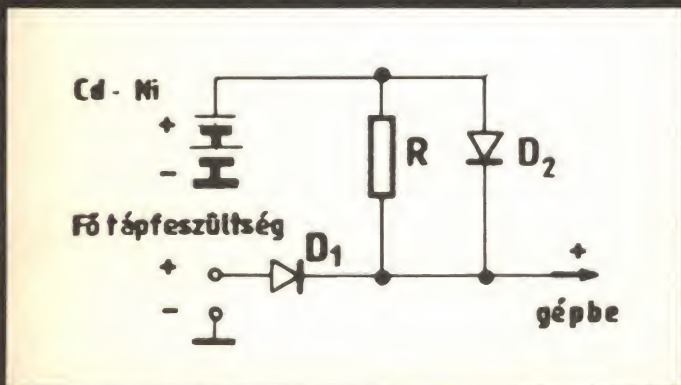 Cd - Ni
+
-
R
D₂
Fő tápfeszültség
+
-
D₁
+
gépbe